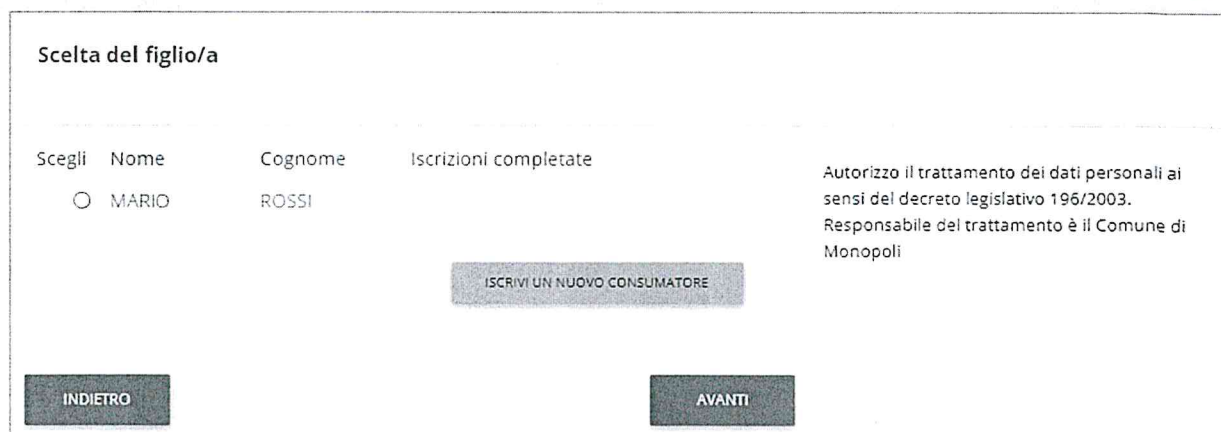 Scelta del figlio/a
Scegli Nome Cognome Iscrizioni completate
MARIO ROSSI
Autorizzo il trattamento dei dati personali ai
sensi del decreto legislativo 196/2003.
Responsabile del trattamento è il Comune di
Monopoli
ISCRIVI UN NUOVO CONSUMATORE
INDIETRO AVANTI